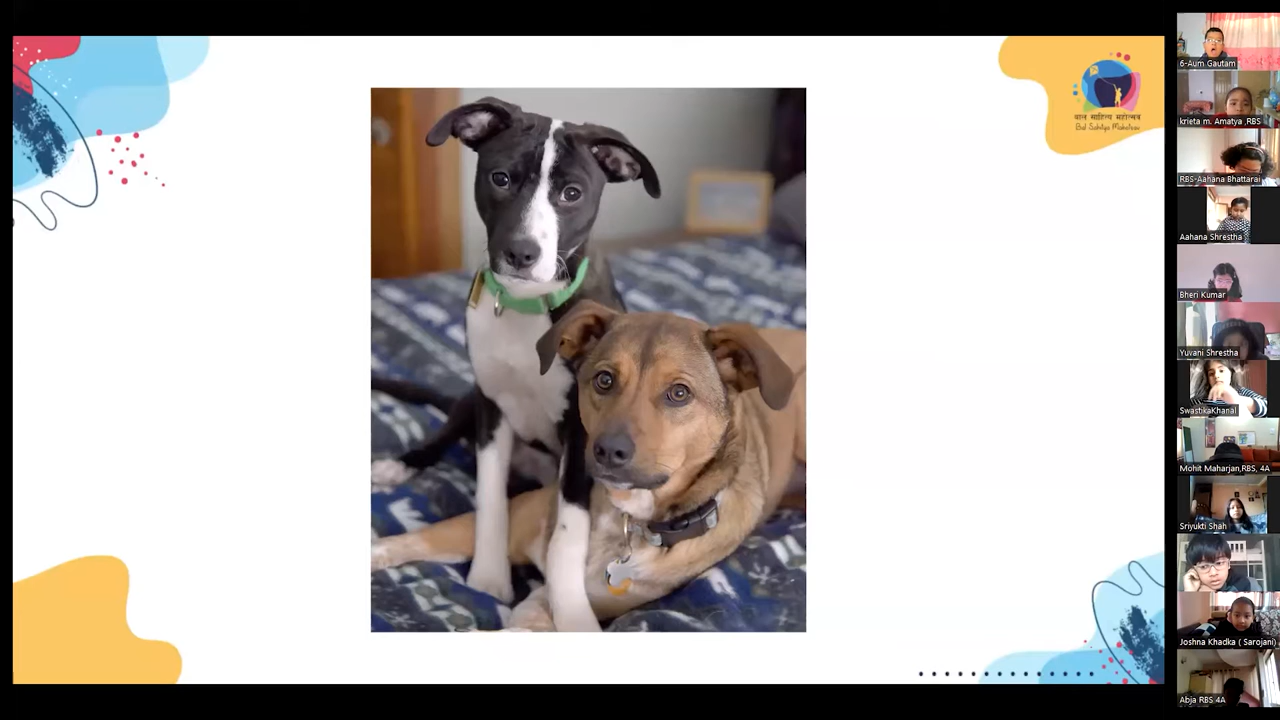 बाल साहित्य महोत्सव
Bal Sahitya Mahotsav
6-Aum Gautam
krieta m. Amatya ,RBS
RBS-Aahana Bhattarai
Aahana Shrestha
Bheri Kumar
Yuvani Shrestha
SwastikaKhanal
Mohit Maharjan,RBS, 4A
Sriyukti Shah
Joshna Khadka ( Sarojani)
Abja RBS 4A